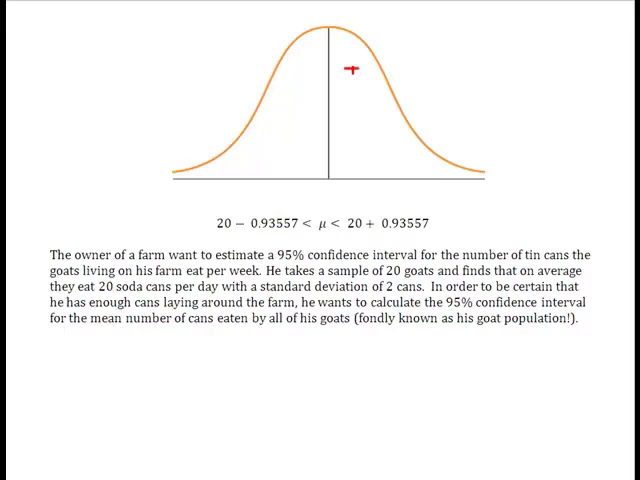 20 − 0.93557 < μ < 20 + 0.93557
The owner of a farm want to estimate a 95% confidence interval for the number of tin cans the
goats living on his farm eat per week. He takes a sample of 20 goats and finds that on average
they eat 20 soda cans per day with a standard deviation of 2 cans. In order to be certain that
he has enough cans laying around the farm, he wants to calculate the 95% confidence interval
for the mean number of cans eaten by all of his goats (fondly known as his goat population!).